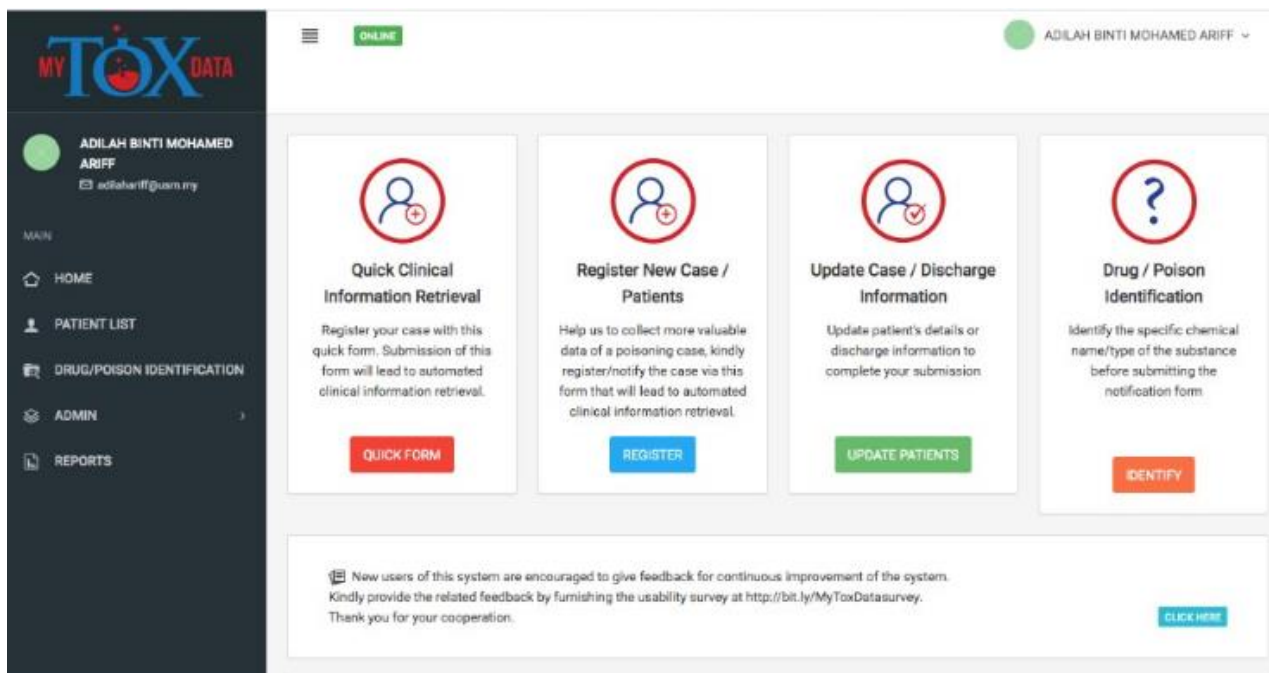 MY TOX DATA
ADILAH BINTI MOHAMED
ARIFF
adilahariff@usm.my
MAIN
HOME
PATIENT LIST
DRUG/POISON IDENTIFICATION
ADMIN
REPORTS
ONLINE
ADILAH BINTI MOHAMED ARIFF
Quick Clinical
Information Retrieval
Register your case with this
quick form. Submission of this
form will lead to automated
clinical information retrieval.
QUICK FORM
Register New Case /
Patients
Help us to collect more valuable
data of a poisoning case, kindly
register/notify the case via this
form that will lead to automated
clinical information retrieval.
REGISTER
Update Case / Discharge
Information
Update patient's details or
discharge information to
complete your submission
UPDATE PATIENTS
?
Drug / Poison
Identification
Identify the specific chemical
name/type of the substance
before submitting the
notification form
IDENTIFY
New users of this system are encouraged to give feedback for continuous improvement of the system.
Kindly provide the related feedback by furnishing the usability survey at http://bit.ly/MyToxDatasurvey.
Thank you for your cooperation.
CLICK HERE